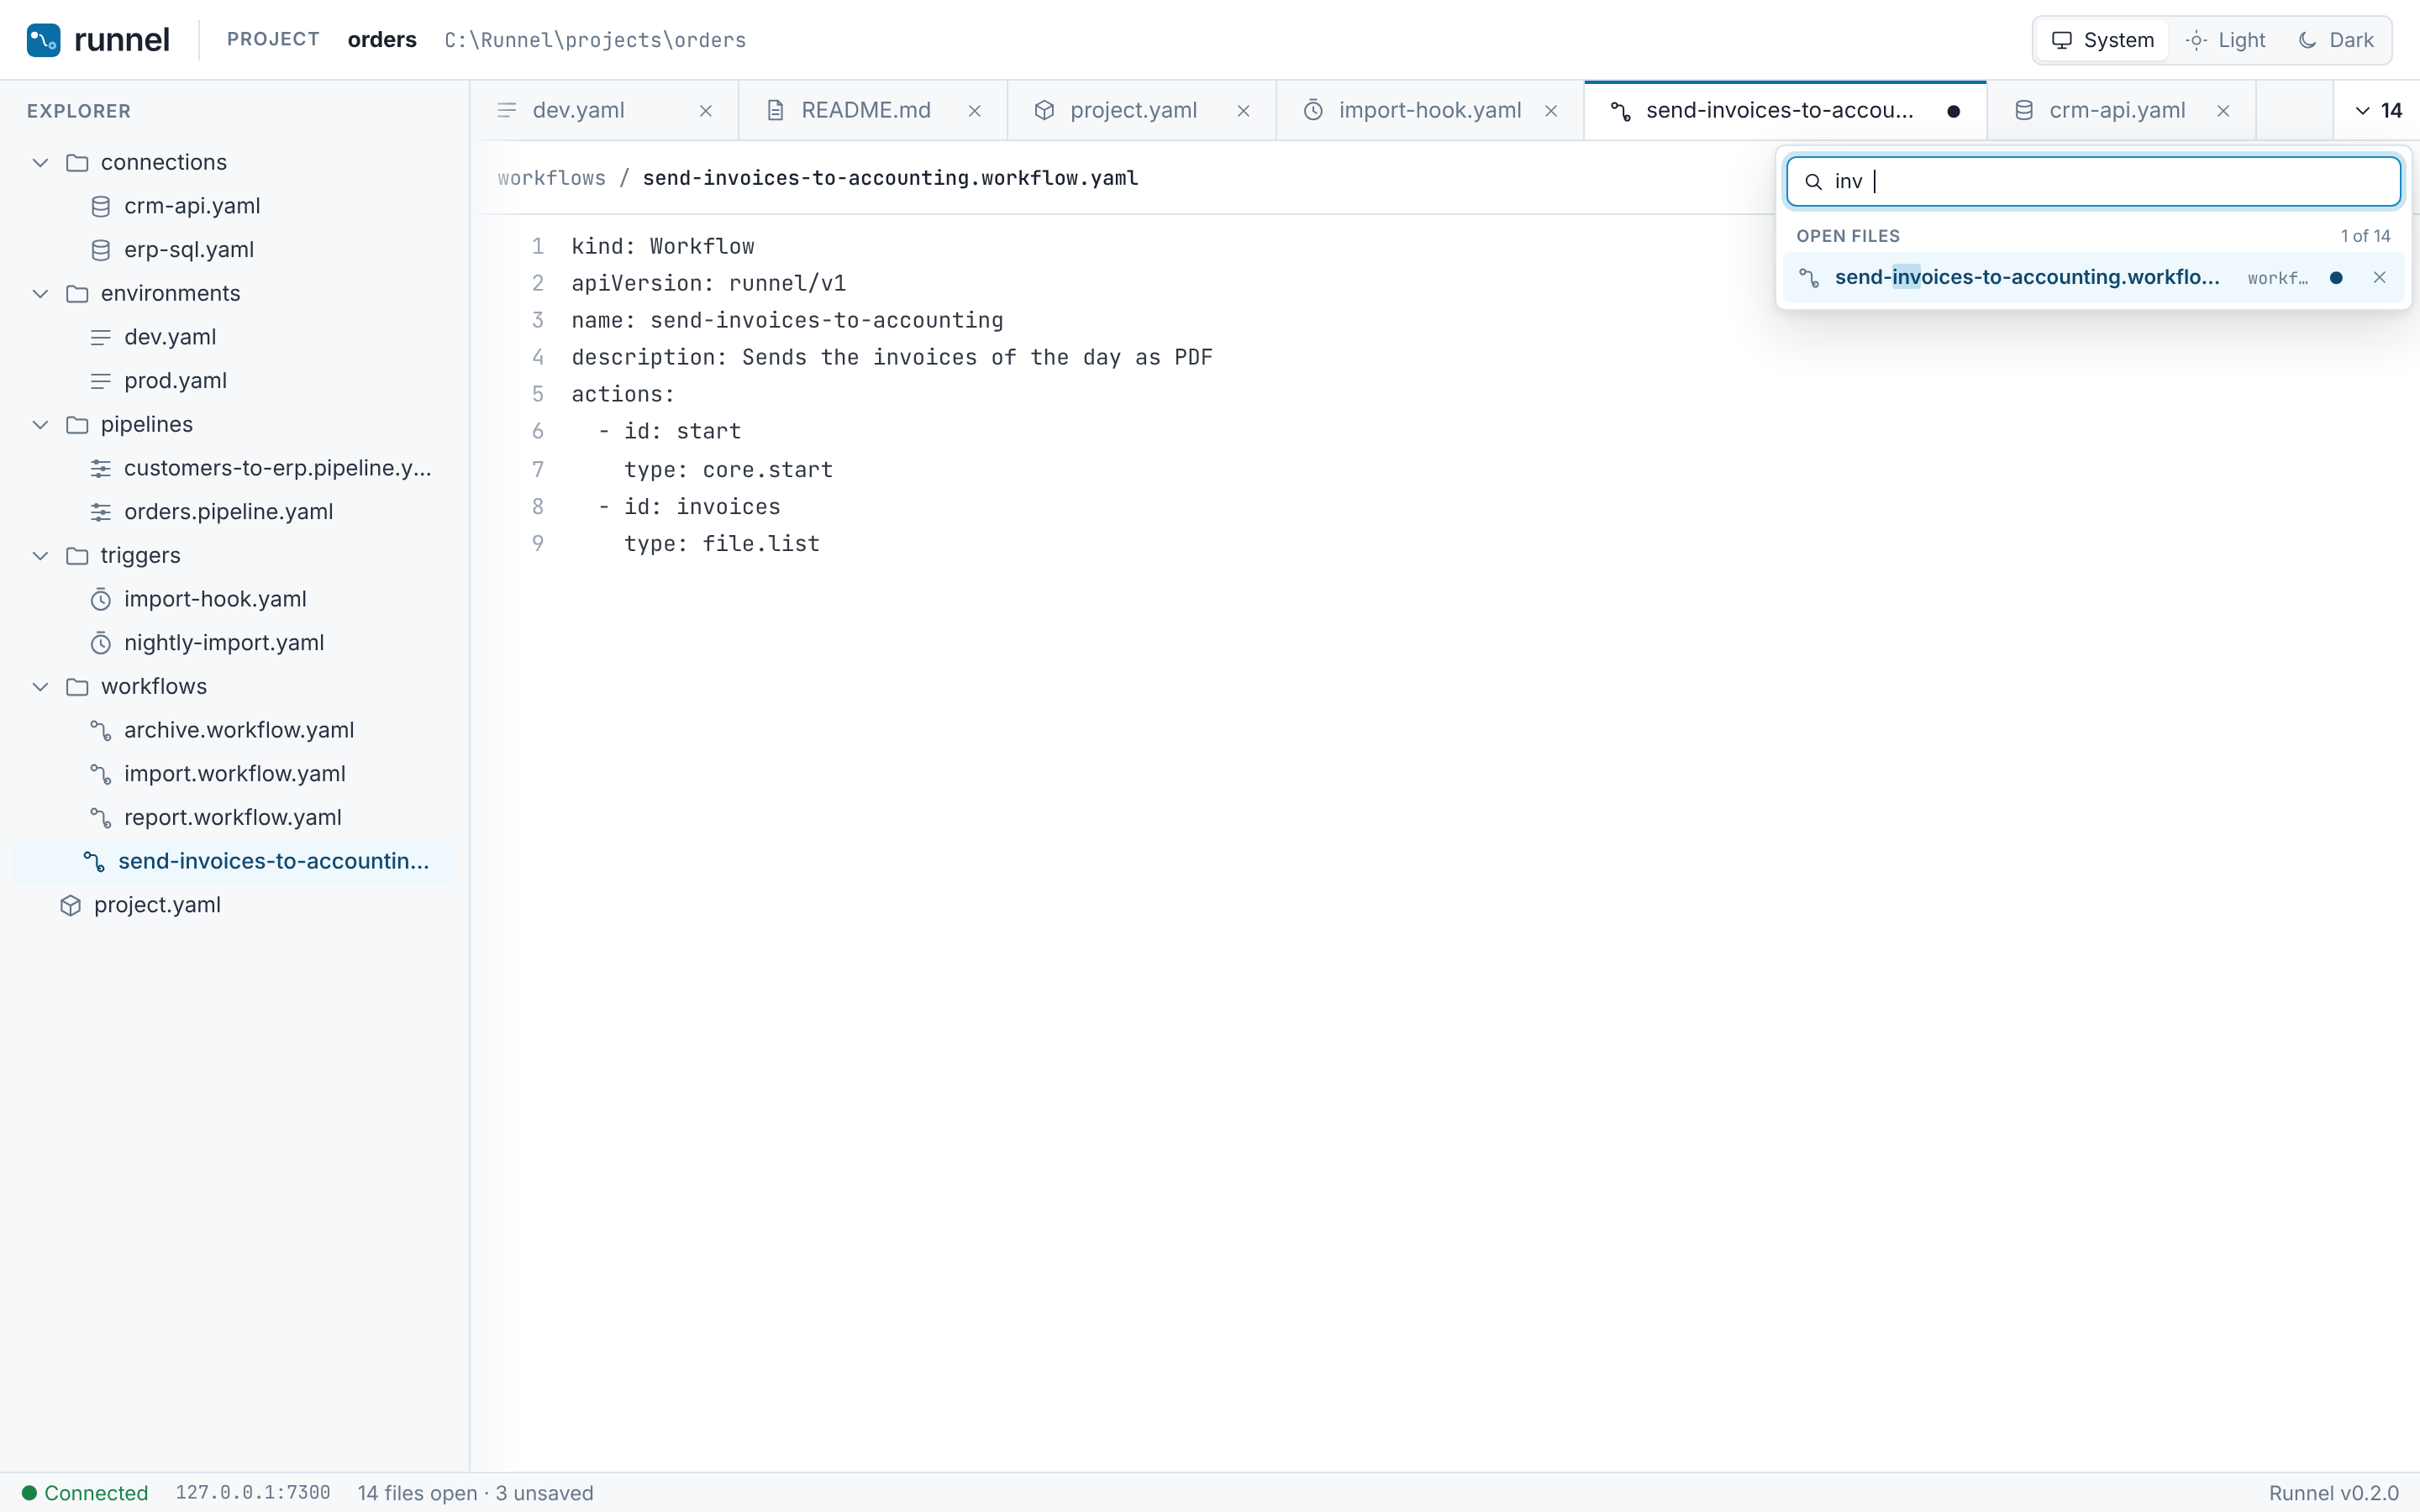 runnel PROJECT orders C:\Runnel\projects\orders System Light Dark
EXPLORER
connections
crm-api.yaml
erp-sql.yaml
environments
dev.yaml
prod.yaml
pipelines
customers-to-erp.pipeline.y...
orders.pipeline.yaml
triggers
import-hook.yaml
nightly-import.yaml
workflows
archive.workflow.yaml
import.workflow.yaml
report.workflow.yaml
send-invoices-to-accountin...
project.yaml
dev.yaml README.md project.yaml import-hook.yaml send-invoices-to-accou... crm-api.yaml 14
workflows / send-invoices-to-accounting.workflow.yaml
1 kind: Workflow
2 apiVersion: runnel/v1
3 name: send-invoices-to-accounting
4 description: Sends the invoices of the day as PDF
5 actions:
6 - id: start
7 type: core.start
8 - id: invoices
9 type: file.list
inv
OPEN FILES 1 of 14
send-invoices-to-accounting.workflo... workf...
Connected 127.0.0.1:7300 14 files open · 3 unsaved Runnel v0.2.0